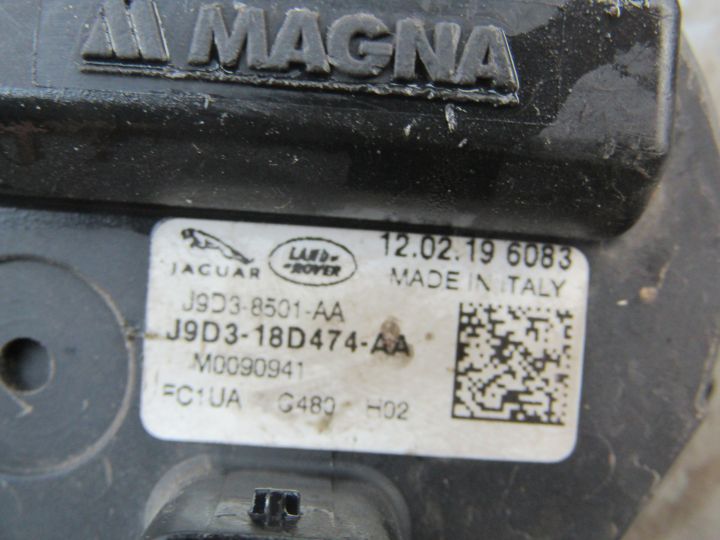 MAGNA
JAGUAR
LAND ROVER
12.02.19 6083
MADE IN ITALY
J9D3-8501-AA
J9D3-18D474-AA
M0090941
FC1UA G480 H02